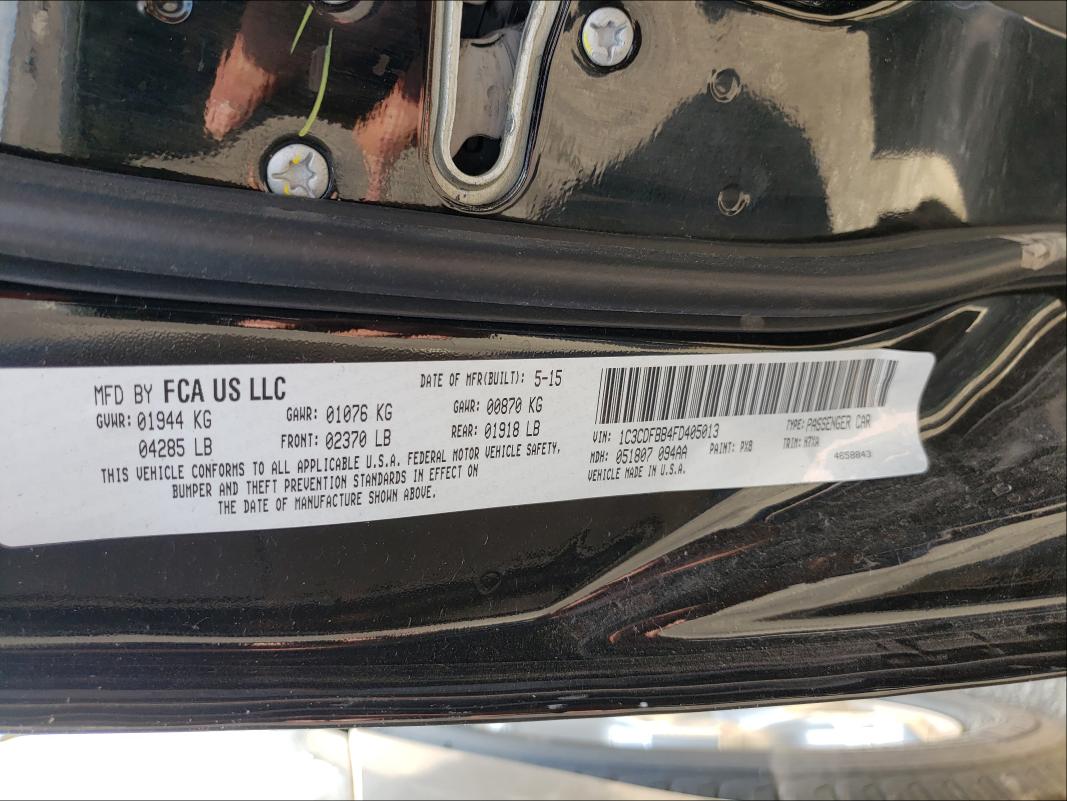 MFD BY FCA US LLC
DATE OF MFR(BUILT): 5-15
GVWR: 01944 KG
GAWR: 01076 KG
GAWR: 00870 KG
04285 LB
FRONT: 02370 LB
REAR: 01918 LB
THIS VEHICLE CONFORMS TO ALL APPLICABLE U.S.A. FEDERAL MOTOR VEHICLE SAFETY,
BUMPER AND THEFT PREVENTION STANDARDS IN EFFECT ON
THE DATE OF MANUFACTURE SHOWN ABOVE.
VIN: 1C3CDFBB4FD405013
TYPE: PASSENGER CAR
MDH: 051807 094AA
PAINT: PX8
TRIM: H7XA
VEHICLE MADE IN U.S.A.
4658843